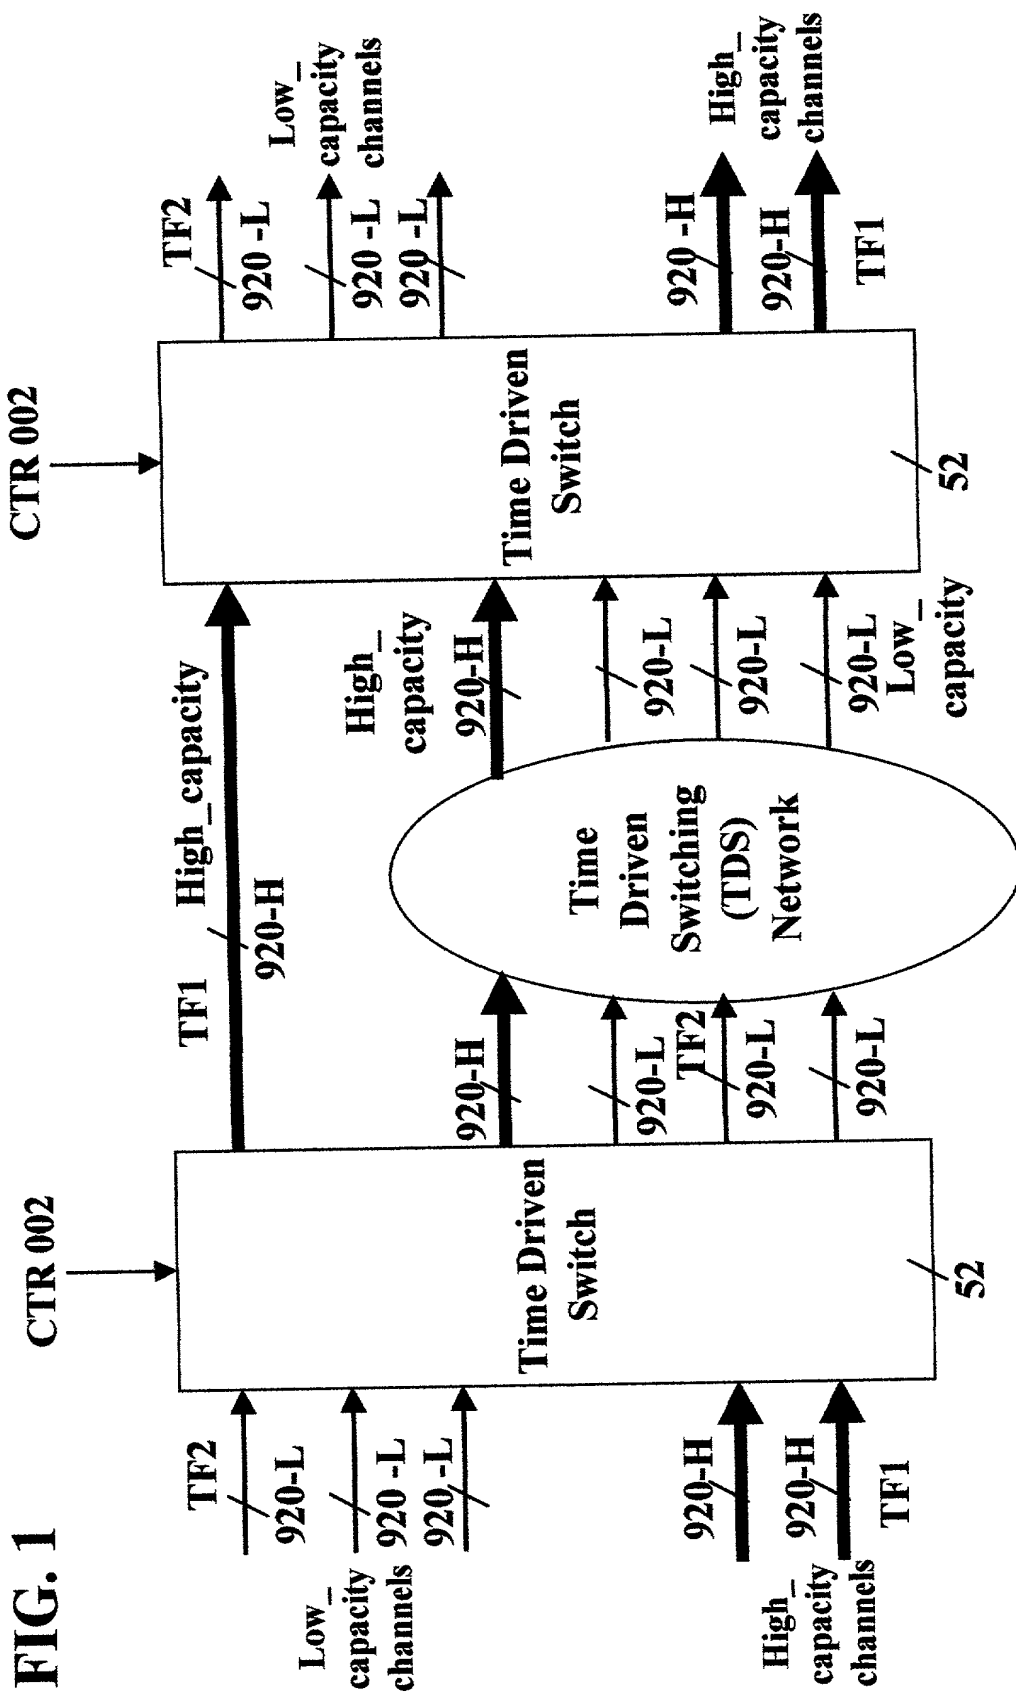 FIG. 1
CTR 002
CTR 002
TF2
920-L
Low_
capacity
channels
920 -L
920 -L
920-H
High_
capacity
channels
920-H
TF1
Time Driven
Switch
52
TF1
High_capacity
920-H
920-H
920-L
TF2
920-L
920-L
Time
Driven
Switching
(TDS)
Network
High_
capacity
920-H
920-L
920-L
920-L
Low_
capacity
Time Driven
Switch
52
TF2
920 -L
Low_
capacity
channels
920 -L
920 -L
920 -H
High_
capacity
channels
920-H
TF1